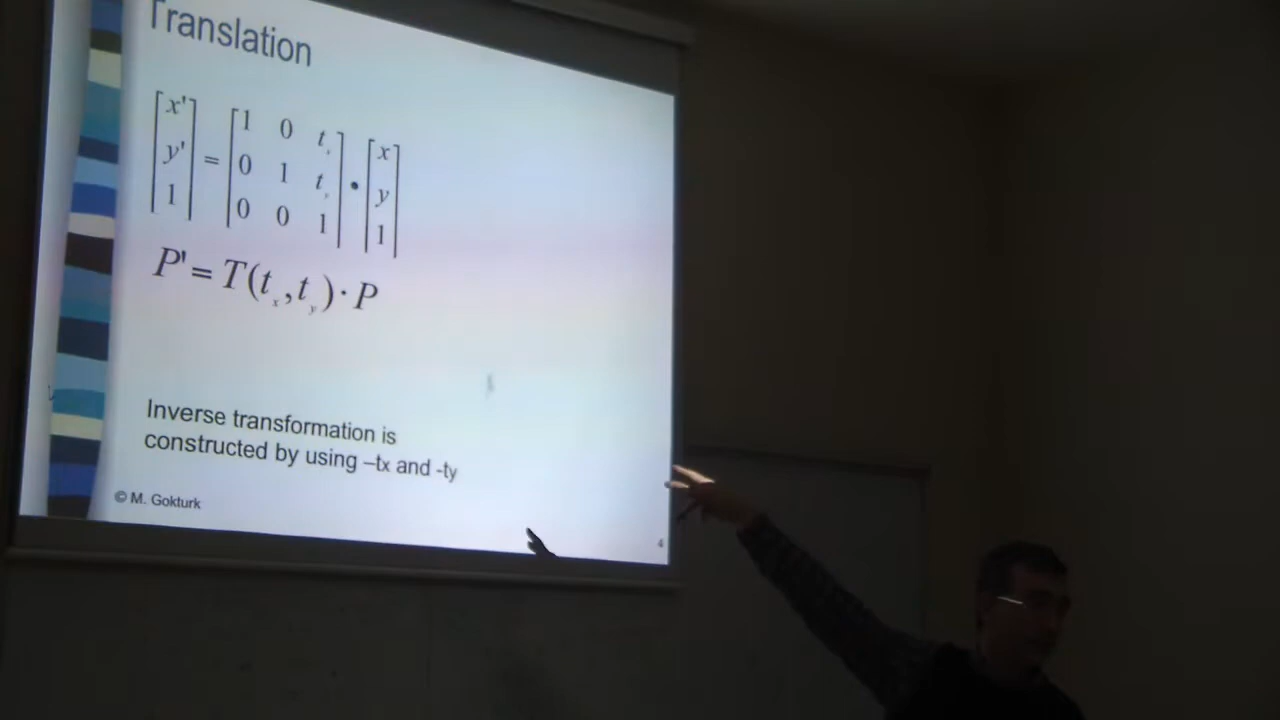 Translation
[x' y' 1] = [1 0 tx; 0 1 ty; 0 0 1] • [x y 1]
P' = T(tx, ty) · P
Inverse transformation is
constructed by using –tx and -ty
© M. Gokturk
4